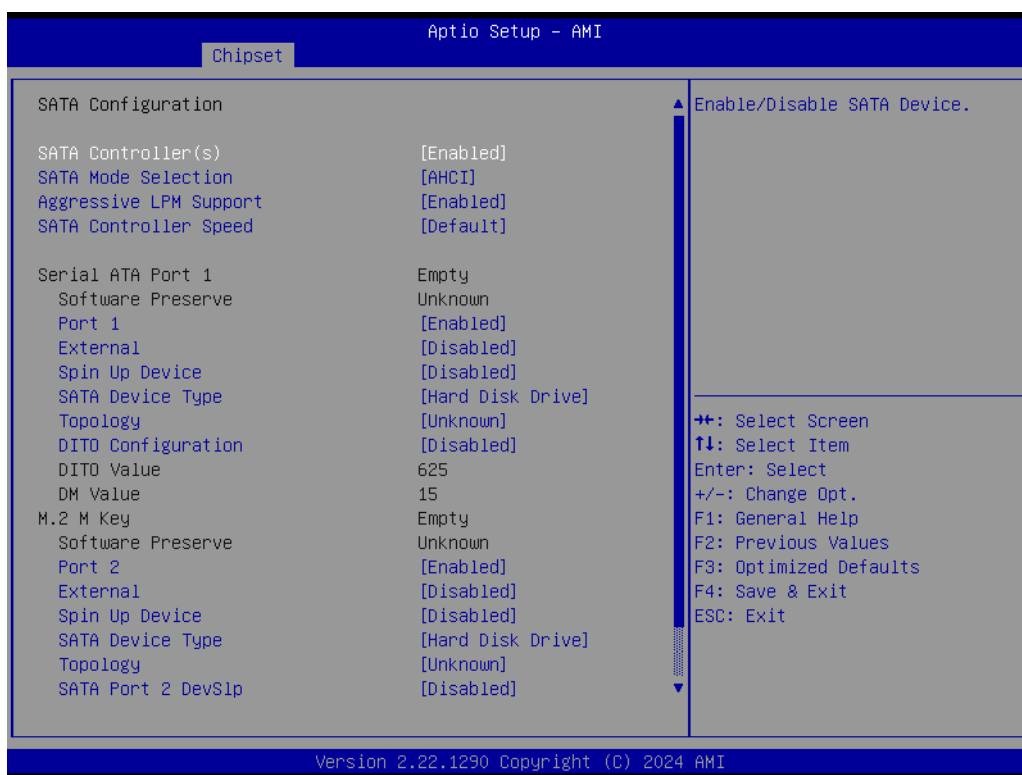 Aptio Setup – AMI
Chipset
SATA Configuration
SATA Controller(s) [Enabled]
SATA Mode Selection [AHCI]
Aggressive LPM Support [Enabled]
SATA Controller Speed [Default]
Serial ATA Port 1 Empty
Software Preserve Unknown
Port 1 [Enabled]
External [Disabled]
Spin Up Device [Disabled]
SATA Device Type [Hard Disk Drive]
Topology [Unknown]
DITO Configuration [Disabled]
DITO Value 625
DM Value 15
M.2 M Key Empty
Software Preserve Unknown
Port 2 [Enabled]
External [Disabled]
Spin Up Device [Disabled]
SATA Device Type [Hard Disk Drive]
Topology [Unknown]
SATA Port 2 DevSlp [Disabled]
Enable/Disable SATA Device.
→←: Select Screen
↑↓: Select Item
Enter: Select
+/-: Change Opt.
F1: General Help
F2: Previous Values
F3: Optimized Defaults
F4: Save & Exit
ESC: Exit
Version 2.22.1290 Copyright (C) 2024 AMI